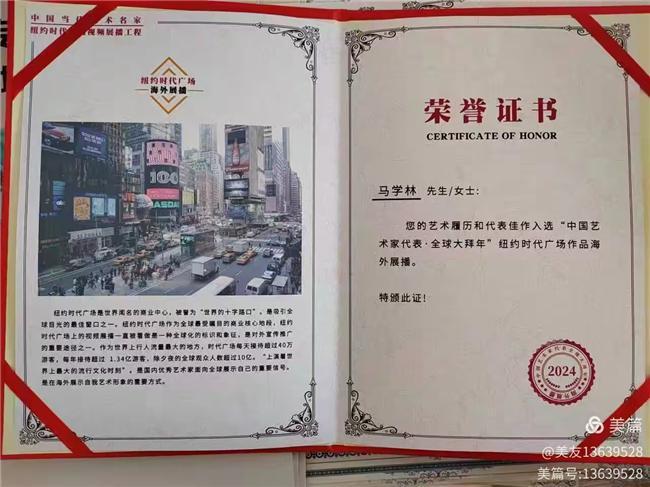 中国当代艺术名家
纽约时代广场视频展播工程
纽约时代广场
海外展播
100
NASDAQ
纽约时代广场是世界闻名的商业中心，被誉为“世界的十字路口”，是吸引全
球目光的最佳窗口之一。纽约时代广场作为全球最受瞩目的商业核心地段，纽约
时代广场上的视频展播一直被看做是一种全球化的标识和象征，是对外宣传推广
的重要途径之一。作为世界上行人流量最大的地方，时代广场每天接待超过40万
游客，每年接待超过 1.34亿游客，除夕夜的全球观众人数超过10亿。“上演着世
界上最大的流行文化时刻”。是国内优秀艺术家面向全球展示自己的重要信号。
是在海外展示自我艺术形象的重要方式。
荣誉证书
CERTIFICATE OF HONOR
马学林 先生/女士：
您的艺术履历和代表佳作入选“中国艺
术家代表·全球大拜年”纽约时代广场作品海
外展播。
特颁此证！
2024
美篇
@美友13639528
美篇号:13639528